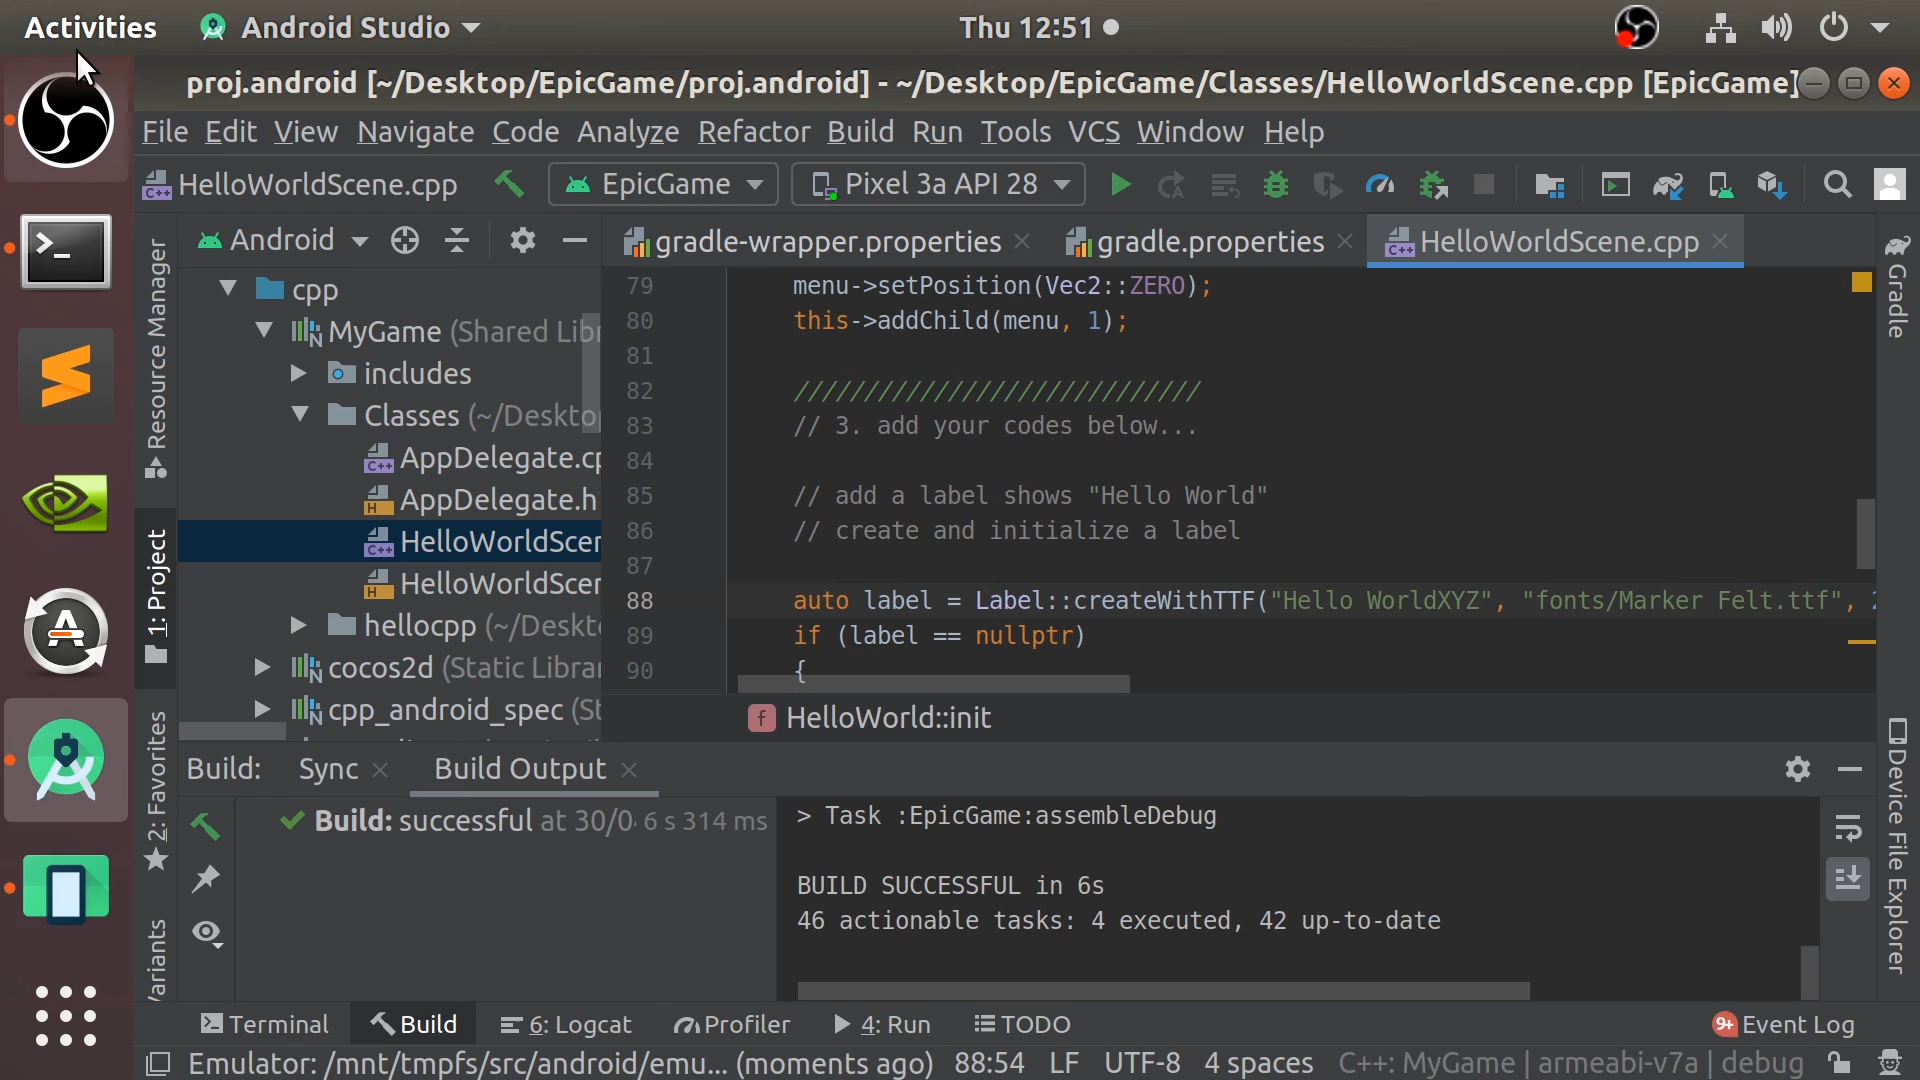 Activities
Android Studio
Thu 12:51
proj.android [~/Desktop/EpicGame/proj.android] - ~/Desktop/EpicGame/Classes/HelloWorldScene.cpp [EpicGame]
File Edit View Navigate Code Analyze Refactor Build Run Tools VCS Window Help
HelloWorldScene.cpp
EpicGame
Pixel 3a API 28
Resource Manager
1: Project
2: Favorites
Android
cpp
MyGame (Shared Libr
includes
Classes (~/Deskto
AppDelegate.cp
AppDelegate.h
HelloWorldScen
HelloWorldScen
hellocpp (~/Deskt
cocos2d (Static Librar
cpp_android_spec (St
gradle-wrapper.properties
gradle.properties
HelloWorldScene.cpp
79 menu->setPosition(Vec2::ZERO);
80 this->addChild(menu, 1);
81
82 /////////////////////////////
83 // 3. add your codes below...
84
85 // add a label shows "Hello World"
86 // create and initialize a label
87
88 auto label = Label::createWithTTF("Hello WorldXYZ", "fonts/Marker Felt.ttf", 2
89 if (label == nullptr)
90 {
f HelloWorld::init
Gradle
Device File Explorer
Build: Sync Build Output
Build: successful at 30/0 6 s 314 ms
> Task :EpicGame:assembleDebug
BUILD SUCCESSFUL in 6s
46 actionable tasks: 4 executed, 42 up-to-date
Terminal Build 6: Logcat Profiler 4: Run TODO
9+ Event Log
Emulator: /mnt/tmpfs/src/android/emu... (moments ago) 88:54 LF UTF-8 4 spaces C++: MyGame | armeabi-v7a | debug